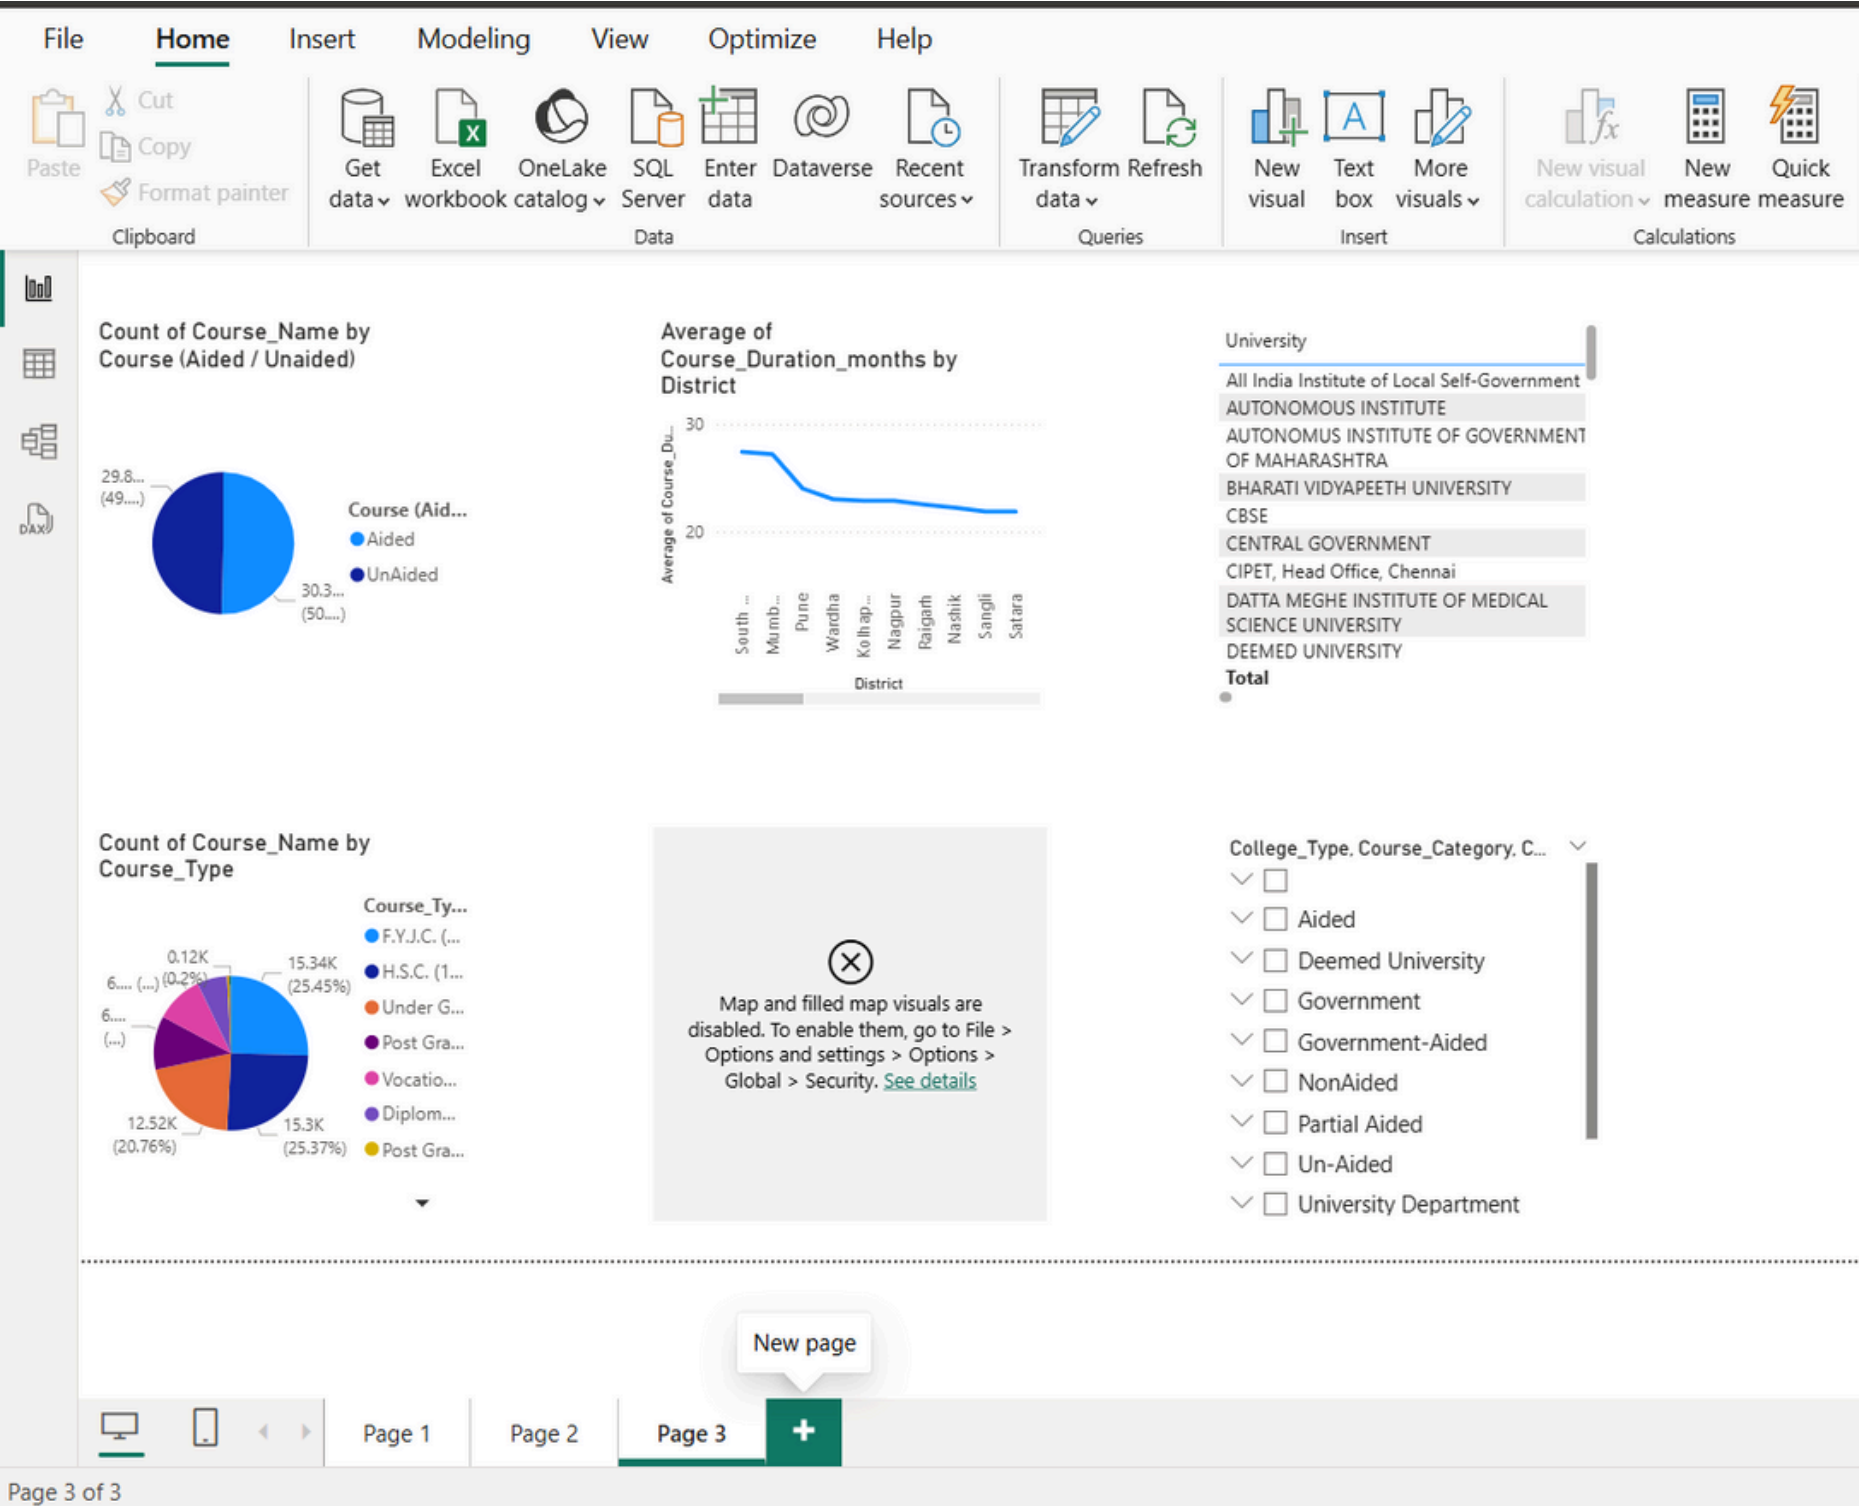 File Home Insert Modeling View Optimize Help
Paste
Cut
Copy
Format painter
Clipboard
Get data
Excel workbook
OneLake catalog
SQL Server
Enter data
Dataverse
Recent sources
Data
Transform data
Refresh
Queries
New visual
Text box
More visuals
Insert
New visual calculation
New measure
Quick measure
Calculations
DAX
Count of Course_Name by
Course (Aided / Unaided)
29.8...
(49....)
30.3...
(50....)
Course (Aid...
Aided
UnAided
Average of
Course_Duration_months by
District
Average of Course_Du...
30
20
South ...
Mumb...
Pune
Wardha
Kolhap...
Nagpur
Raigarh
Nashik
Sangli
Satara
District
University
All India Institute of Local Self-Government
AUTONOMOUS INSTITUTE
AUTONOMUS INSTITUTE OF GOVERNMENT
OF MAHARASHTRA
BHARATI VIDYAPEETH UNIVERSITY
CBSE
CENTRAL GOVERNMENT
CIPET, Head Office, Chennai
DATTA MEGHE INSTITUTE OF MEDICAL
SCIENCE UNIVERSITY
DEEMED UNIVERSITY
Total
Count of Course_Name by
Course_Type
0.12K
(0.2%)
6.... (...)
6....
(...)
15.34K
(25.45%)
12.52K
(20.76%)
15.3K
(25.37%)
Course_Ty...
F.Y.J.C. (...
H.S.C. (1...
Under G...
Post Gra...
Vocatio...
Diplom...
Post Gra...
Map and filled map visuals are
disabled. To enable them, go to File >
Options and settings > Options >
Global > Security. See details
College_Type, Course_Category, C...
Aided
Deemed University
Government
Government-Aided
NonAided
Partial Aided
Un-Aided
University Department
New page
Page 1
Page 2
Page 3
Page 3 of 3